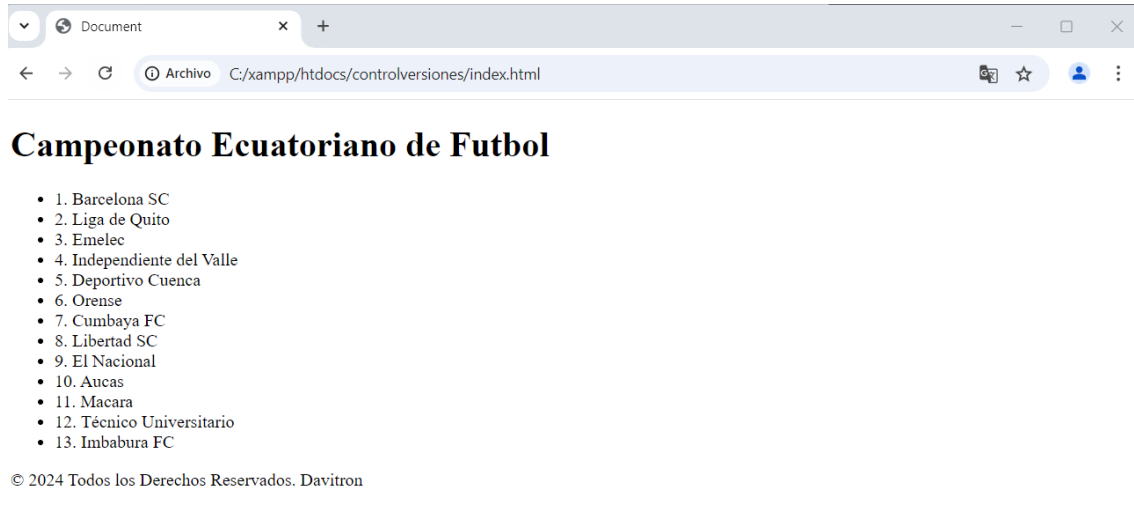 Document
Archivo C:/xampp/htdocs/controlversiones/index.html
Campeonato Ecuatoriano de Futbol
• 1. Barcelona SC
• 2. Liga de Quito
• 3. Emelec
• 4. Independiente del Valle
• 5. Deportivo Cuenca
• 6. Orense
• 7. Cumbaya FC
• 8. Libertad SC
• 9. El Nacional
• 10. Aucas
• 11. Macara
• 12. Técnico Universitario
• 13. Imbabura FC
© 2024 Todos los Derechos Reservados. Davitron